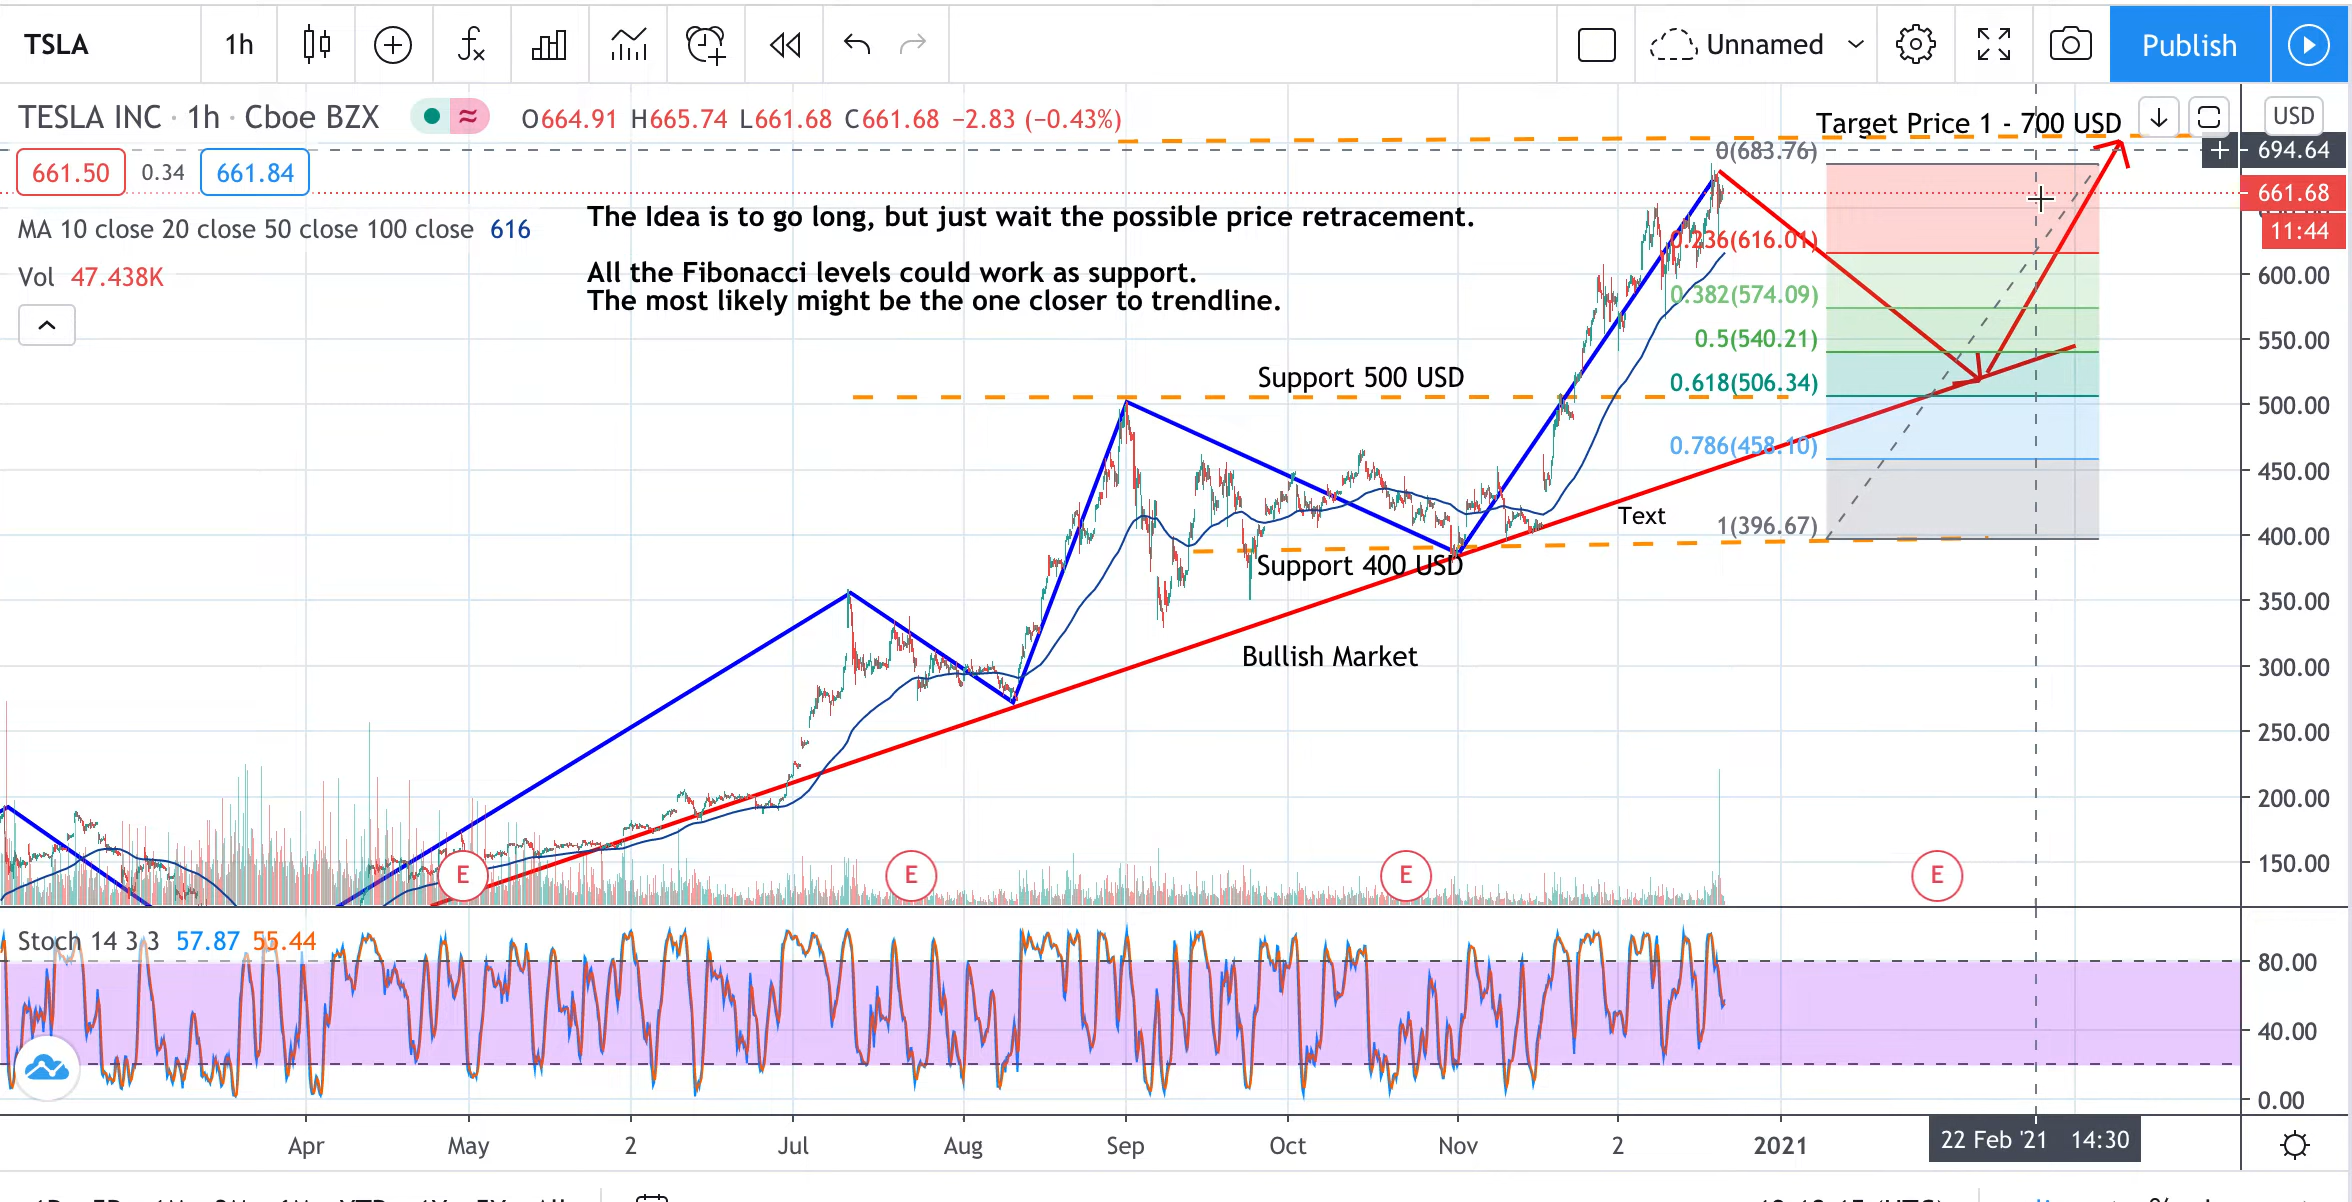 TSLA 1h Unnamed Publish
TESLA INC · 1h · Cboe BZX O664.91 H665.74 L661.68 C661.68 −2.83 (−0.43%)
Target Price 1 - 700 USD
USD
0(683.76)
694.64
661.50 0.34 661.84
661.68
11:44
MA 10 close 20 close 50 close 100 close 616
The Idea is to go long, but just wait the possible price retracement.
0.236(616.01)
Vol 47.438K
All the Fibonacci levels could work as support.
The most likely might be the one closer to trendline.
600.00
0.382(574.09)
0.5(540.21)
550.00
Support 500 USD
0.618(506.34)
500.00
0.786(458.10)
450.00
Text
1(396.67)
400.00
Support 400 USD
350.00
Bullish Market
300.00
250.00
200.00
150.00
E E E E
Stoch 14 3 3 57.87 55.44
80.00
40.00
0.00
Apr May 2 Jul Aug Sep Oct Nov 2 2021 22 Feb '21 14:30